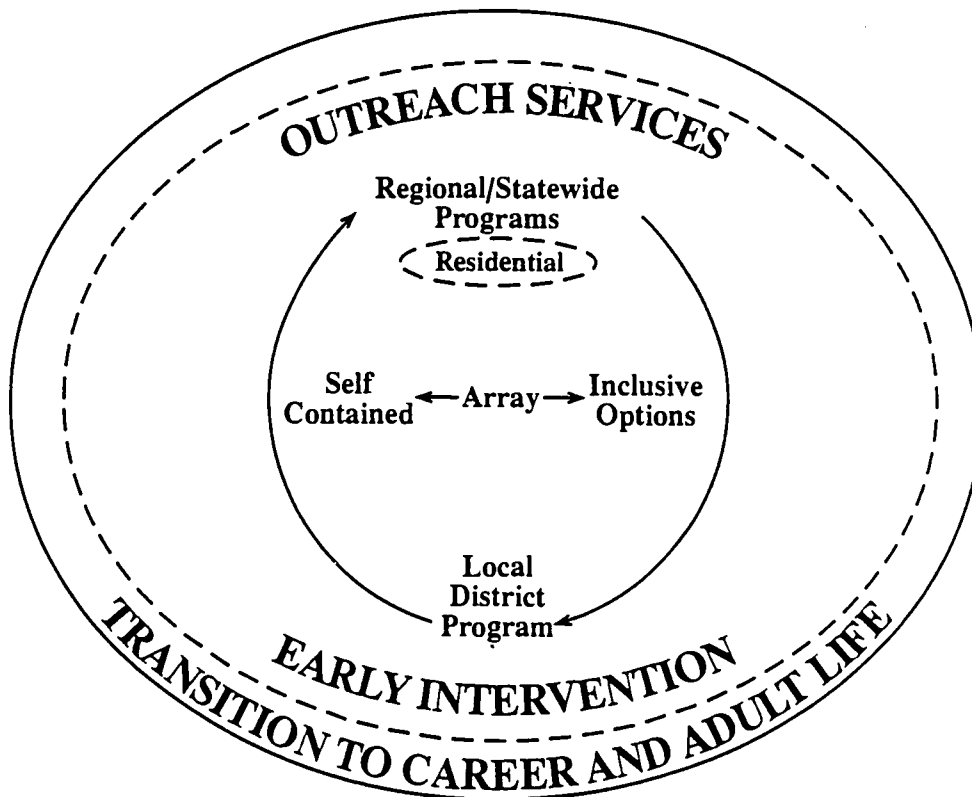 OUTREACH SERVICES
Regional/Statewide
Programs
Residential
Self
Contained
Array
Inclusive
Options
Local
District
Program
EARLY INTERVENTION
TRANSITION TO CAREER AND ADULT LIFE